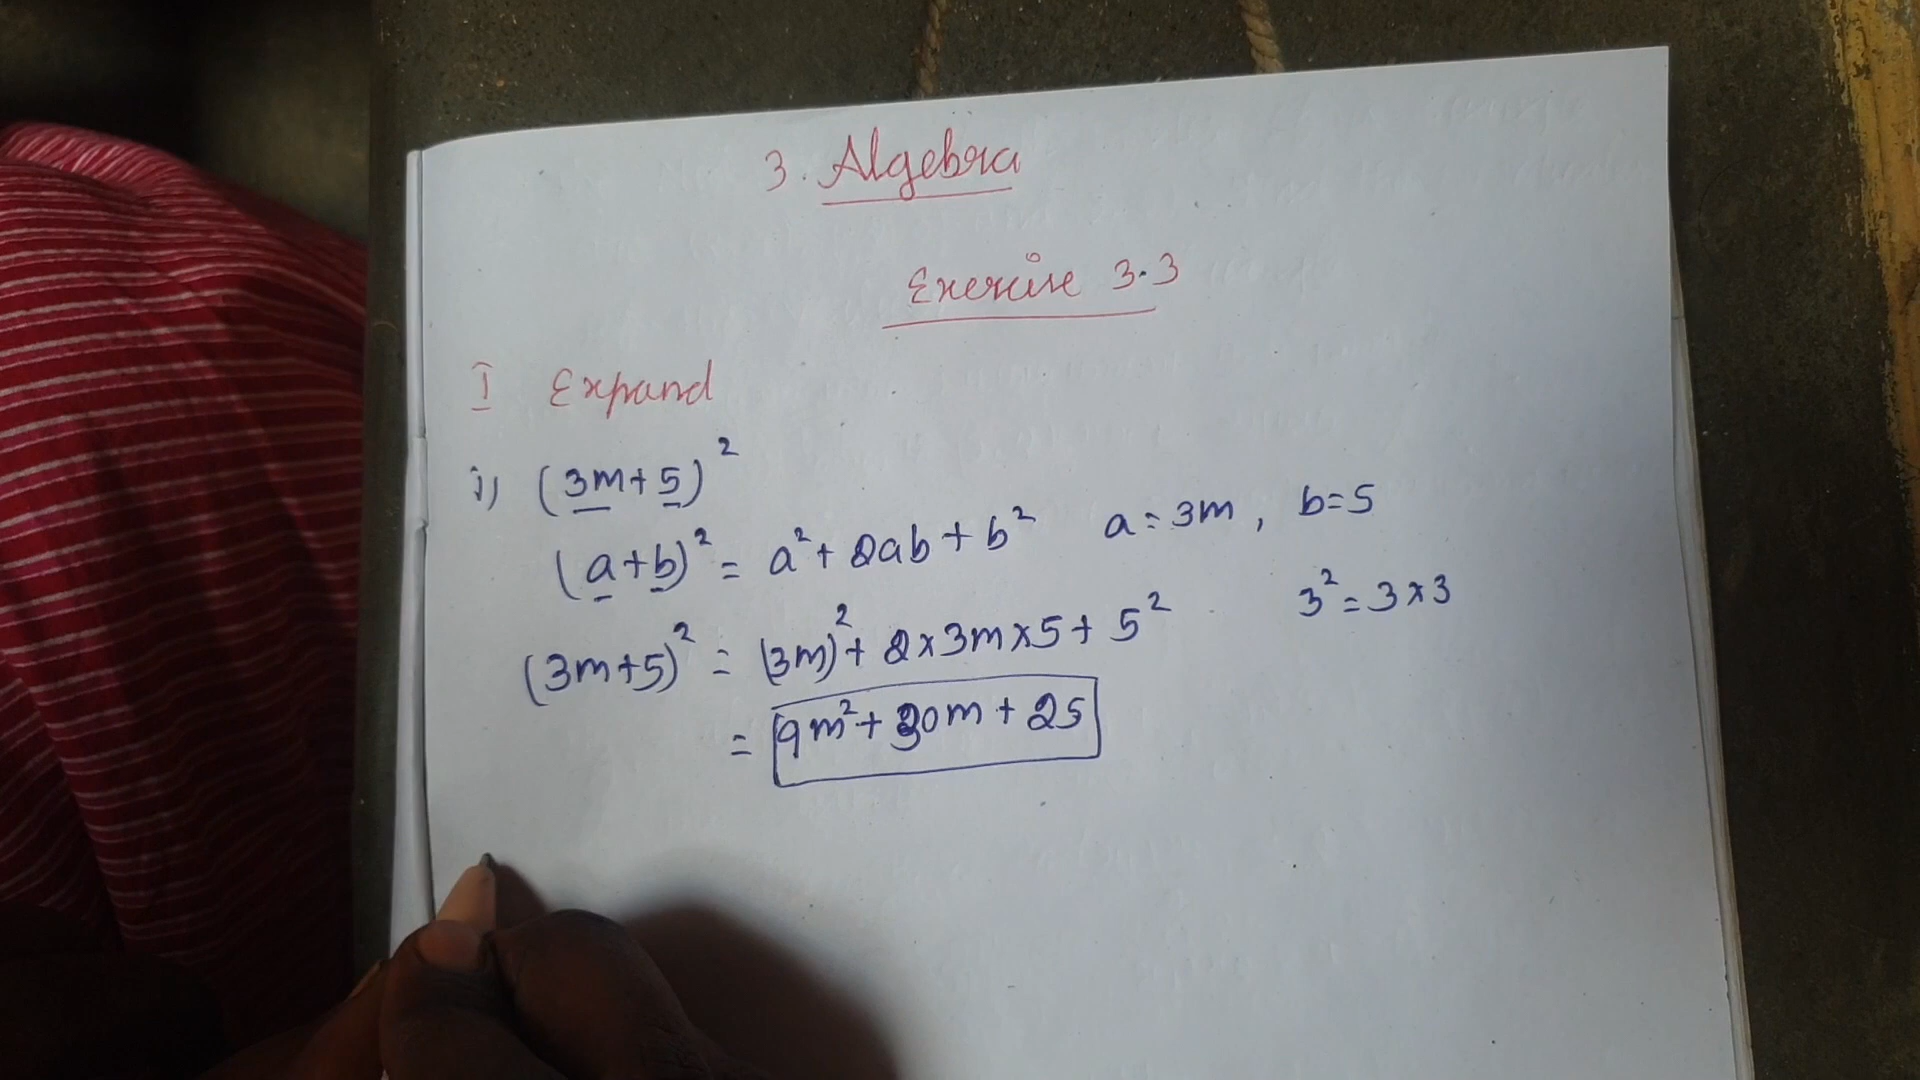 3. Algebra
Exercise 3.3
I Expand
i) (3m+5)²
(a+b)² = a²+2ab+b² a=3m, b=5
(3m+5)² = (3m)²+2×3m×5+5² 3²=3×3
= 9m²+30m+25